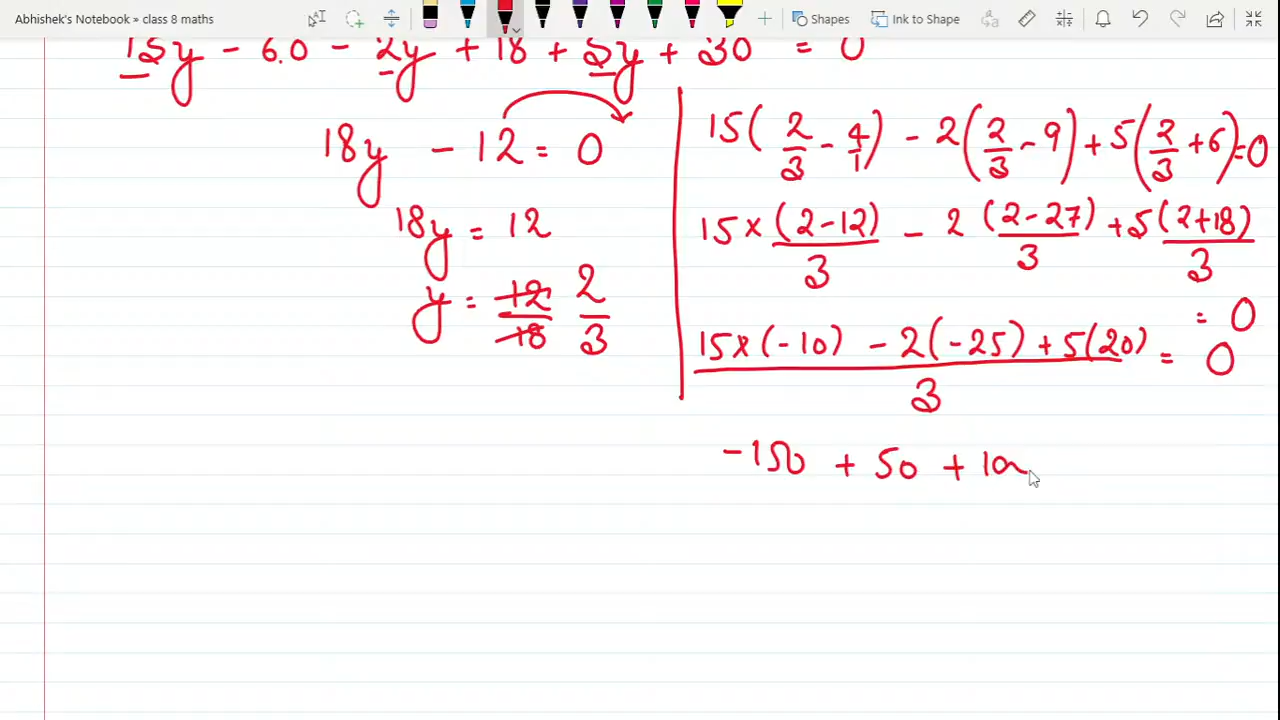 Abhishek's Notebook » class 8 maths
Shapes
Ink to Shape
15y - 60 - 2y + 18 + 5y + 30 = 0
18y - 12 = 0
18y = 12
y = 12/18 2/3
15(2/3 - 4/1) - 2(2/3 - 9) + 5(2/3 + 6) = 0
15 × (2-12)/3 - 2 (2-27)/3 + 5 (2+18)/3
= 0
15 × (-10) - 2(-25) + 5(20) / 3 = 0
-150 + 50 + 10